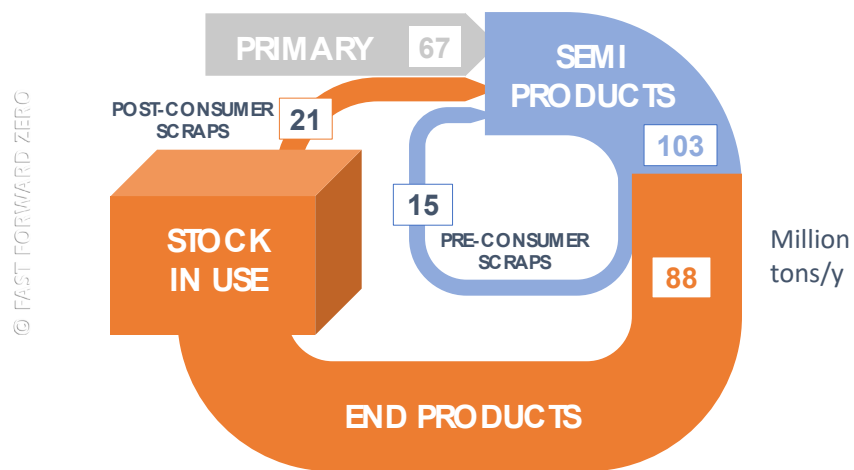 PRIMARY
67
SEMI
PRODUCTS
POST-CONSUMER
SCRAPS
21
103
15
PRE-CONSUMER
SCRAPS
STOCK
IN USE
88
Million
tons/y
END PRODUCTS
© FAST FORWARD ZERO